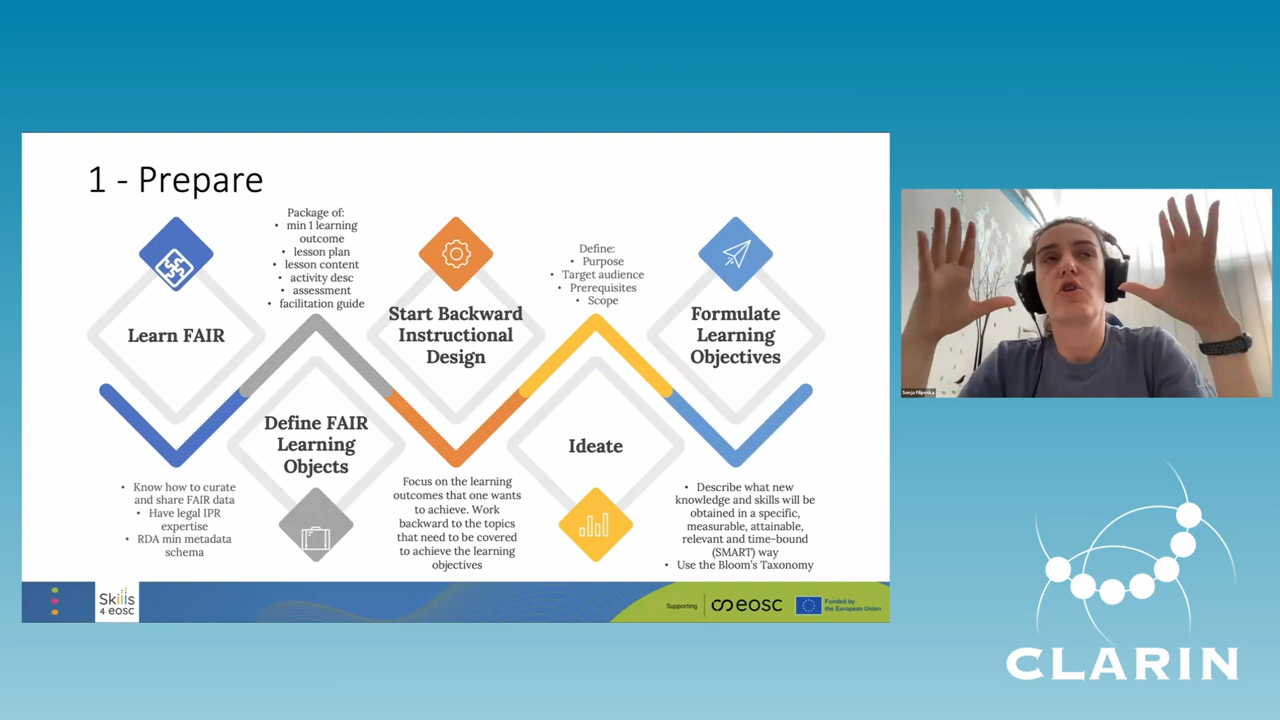 1 - Prepare
Package of:
• min 1 learning
outcome
• lesson plan
• lesson content
• activity desc
• assessment
• facilitation guide
Define:
• Purpose
• Target audience
• Prerequisites
• Scope
Learn FAIR
Start Backward
Instructional
Design
Formulate
Learning
Objectives
Define FAIR
Learning
Objects
Ideate
• Know how to curate
and share FAIR data
• Have legal IPR
expertise
• RDA min metadata
schema
Focus on the learning
outcomes that one wants
to achieve. Work
backward to the topics
that need to be covered
to achieve the learning
objectives
• Describe what new
knowledge and skills will be
obtained in a specific,
measurable, attainable,
relevant and time-bound
(SMART) way
• Use the Bloom's Taxonomy
Skills
4 eosc
Supporting
eosc
Funded by
the European Union
Sonja Filiposka
CLARIN